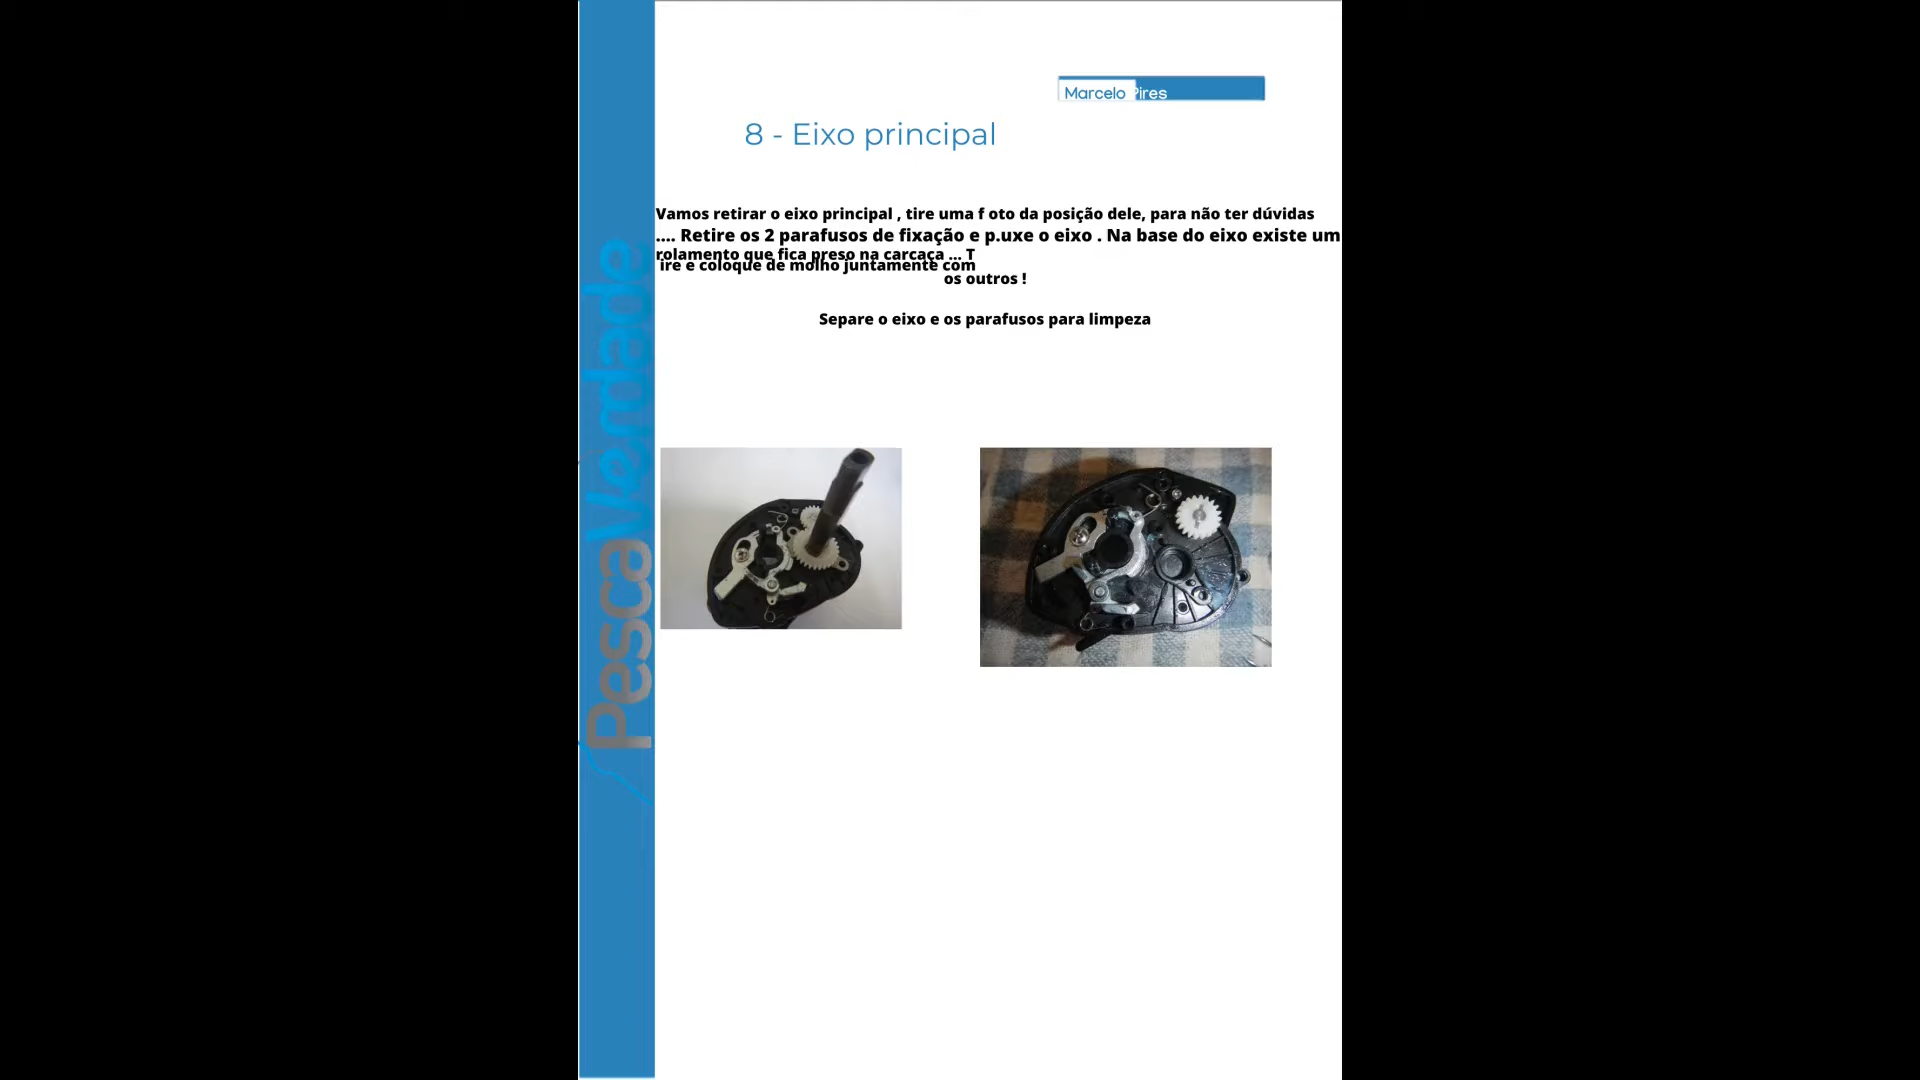 Marcelo Pires
8 - Eixo principal
Vamos retirar o eixo principal , tire uma f oto da posição dele, para não ter dúvidas
.... Retire os 2 parafusos de fixação e p.uxe o eixo . Na base do eixo existe um
rolamento que fica preso na carcaça ... T
ire e coloque de molho juntamente com
os outros !
Separe o eixo e os parafusos para limpeza
PescaVerdade